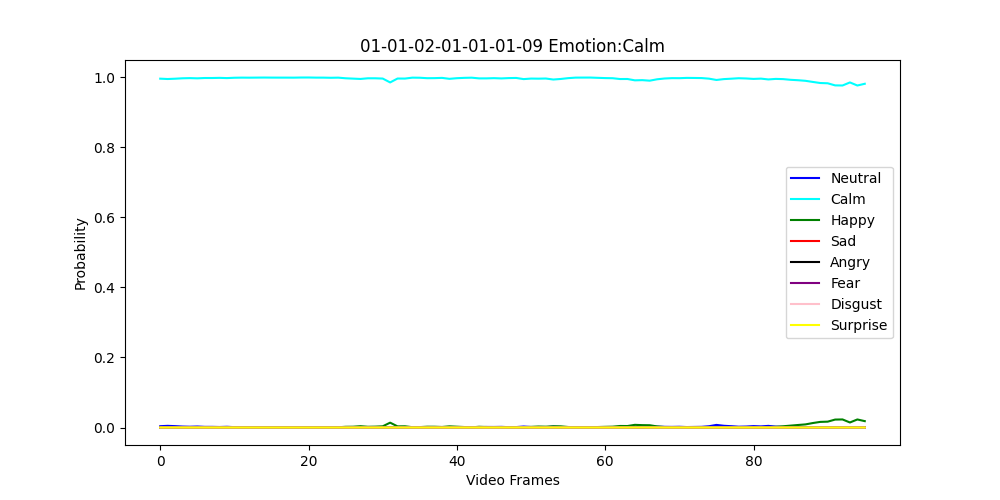 01-01-02-01-01-01-09 Emotion:Calm
1.0
0.8
0.6
0.4
0.2
0.0
Probability
0
20
40
60
80
Video Frames
Neutral
Calm
Happy
Sad
Angry
Fear
Disgust
Surprise